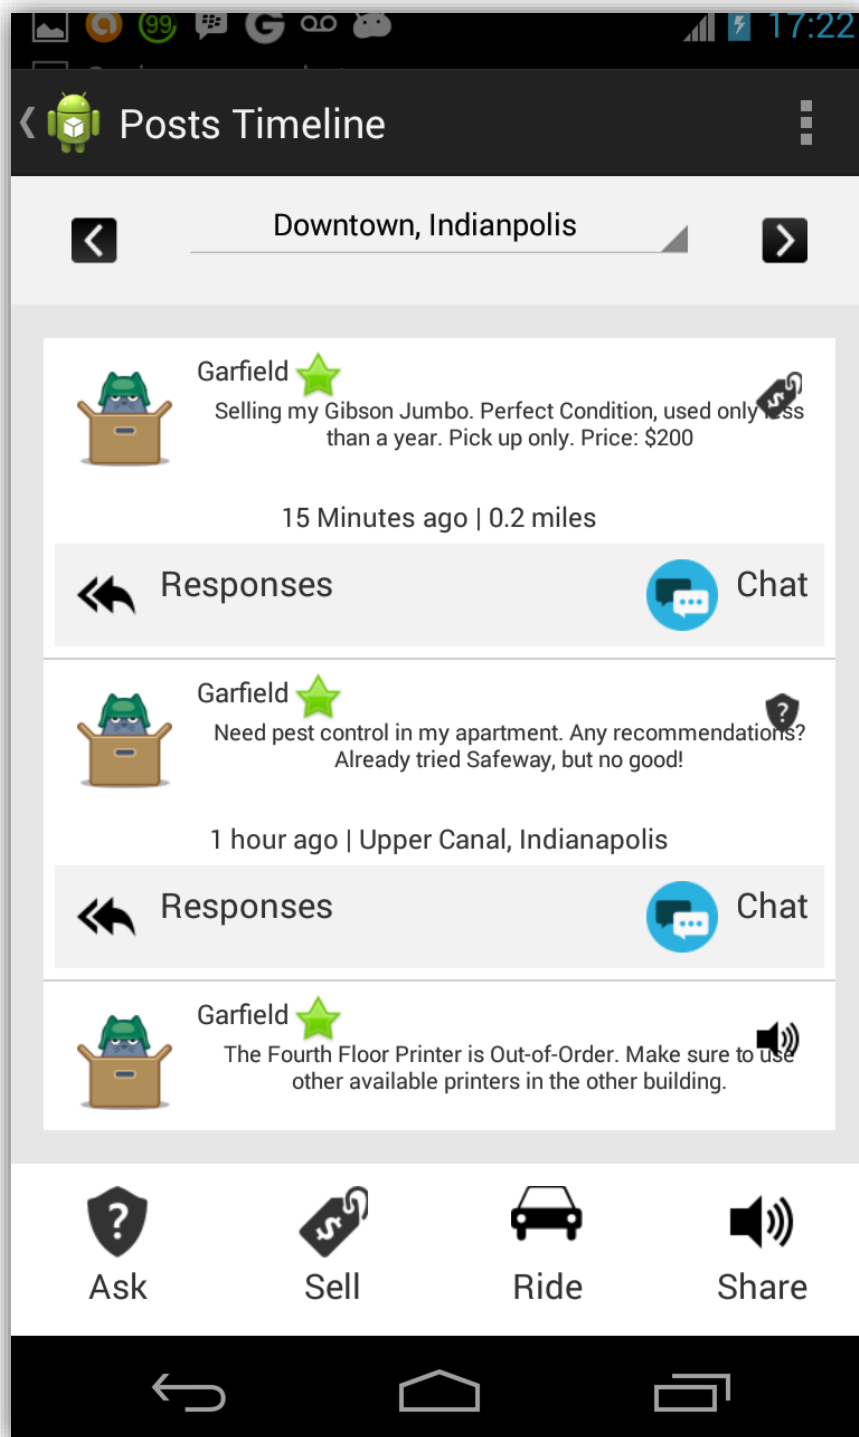 99
17:22
Posts Timeline
Downtown, Indianpolis
Garfield
Selling my Gibson Jumbo. Perfect Condition, used only less
than a year. Pick up only. Price: $200
15 Minutes ago | 0.2 miles
Responses
Chat
Garfield
Need pest control in my apartment. Any recommendations?
Already tried Safeway, but no good!
1 hour ago | Upper Canal, Indianapolis
Responses
Chat
Garfield
The Fourth Floor Printer is Out-of-Order. Make sure to use
other available printers in the other building.
Ask
Sell
Ride
Share